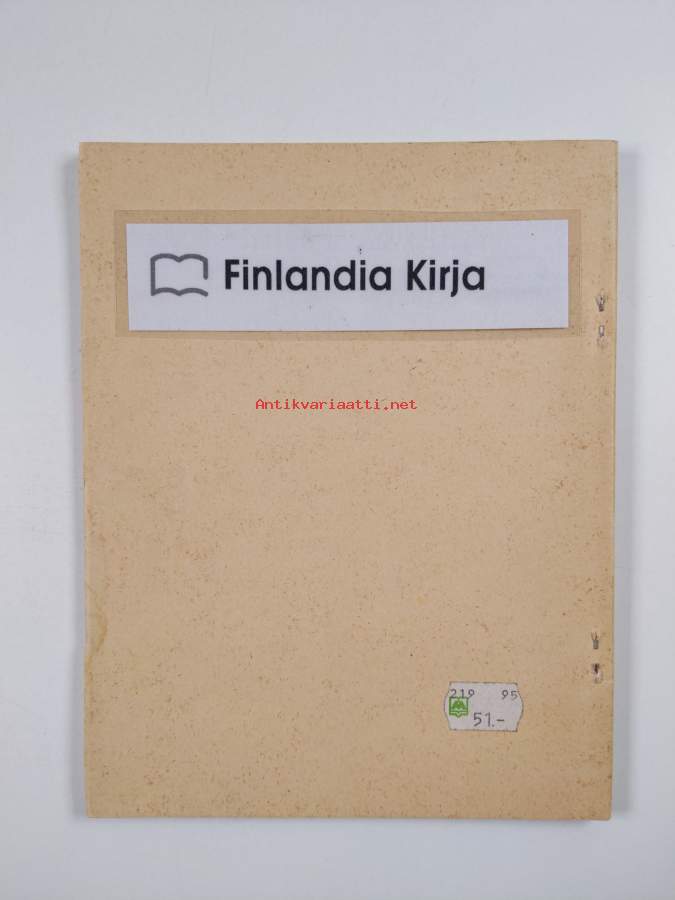 Finlandia Kirja
Antikvariaatti.net
219 95
51.-